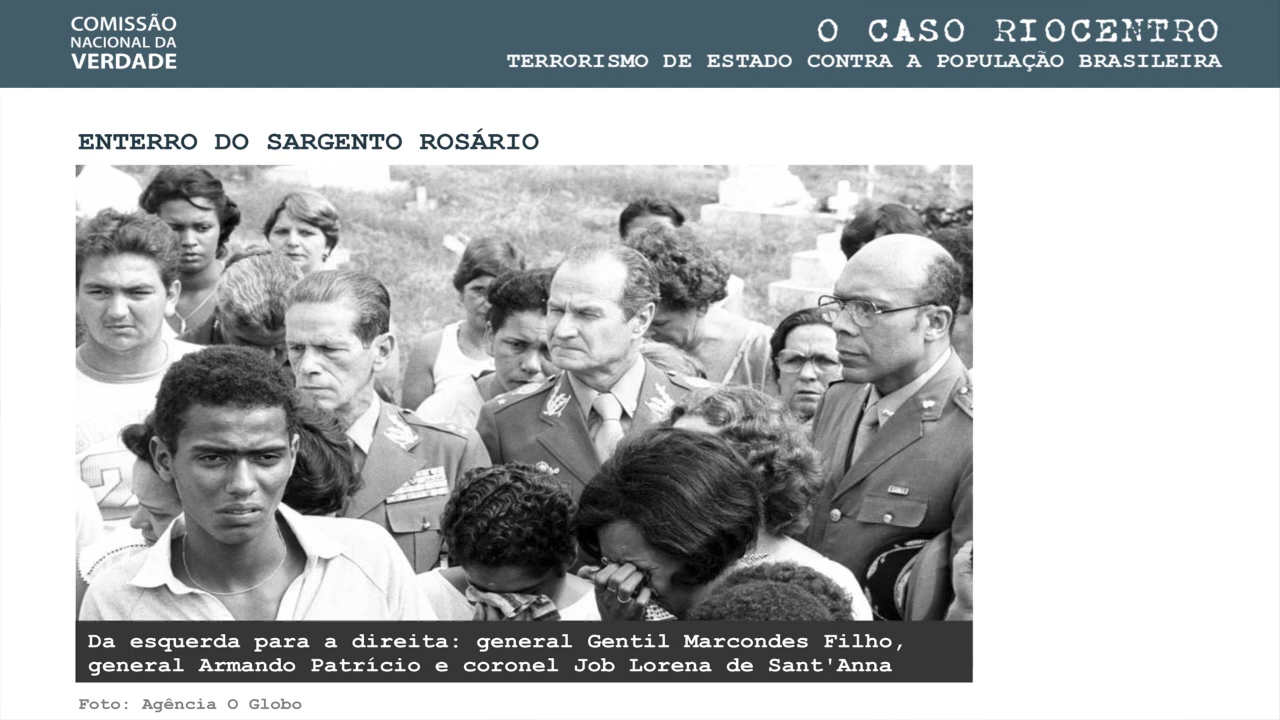 COMISSÃO
NACIONAL DA
VERDADE
O CASO RIOCENTRO
TERRORISMO DE ESTADO CONTRA A POPULAÇÃO BRASILEIRA
ENTERRO DO SARGENTO ROSÁRIO
Da esquerda para a direita: general Gentil Marcondes Filho,
general Armando Patrício e coronel Job Lorena de Sant'Anna
Foto: Agência O Globo